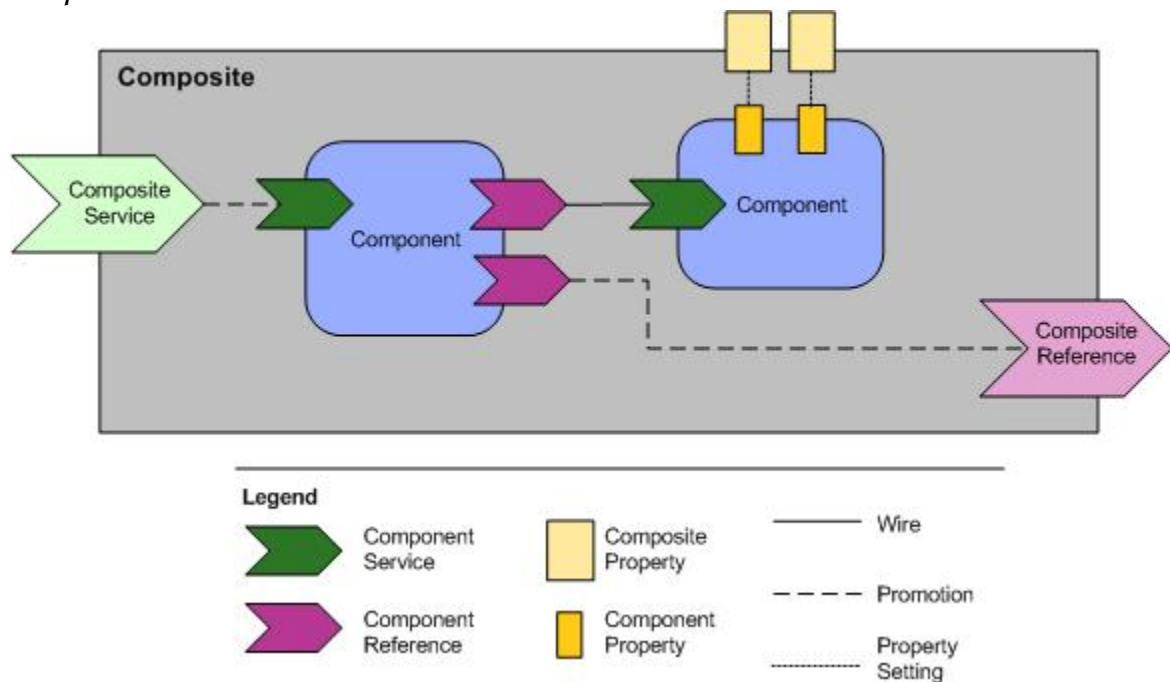 Composite
Composite
Service
Component
Component
Composite
Reference
Legend
Component
Service
Composite
Property
Wire
Component
Reference
Component
Property
Promotion
Property
Setting